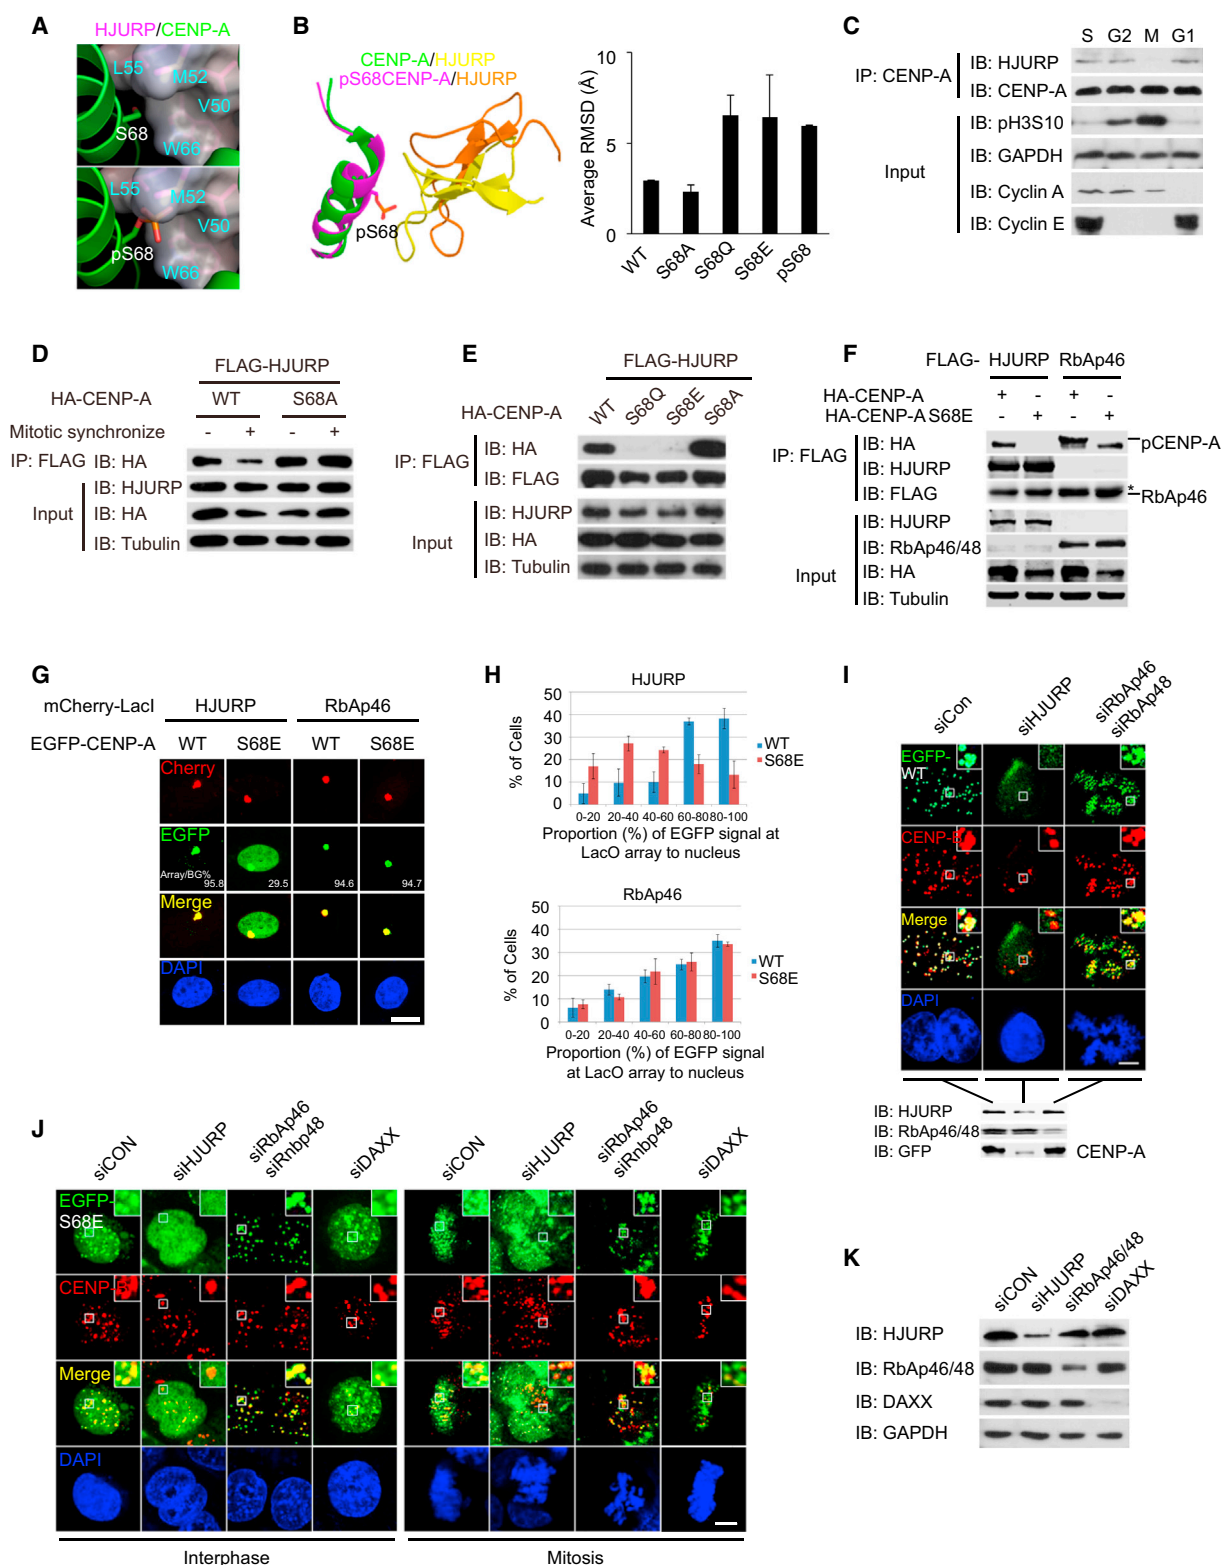 A
HJURP/CENP-A
L55
M52
V50
S68
W66
L55
M52
V50
pS68
W66
B
CENP-A/HJURP
pS68CENP-A/HJURP
pS68
Average RMSD (Å)
10
5
0
WT
S68A
S68Q
S68E
pS68
C
S G2 M G1
IP: CENP-A
IB: HJURP
IB: CENP-A
Input
IB: pH3S10
IB: GAPDH
IB: Cyclin A
IB: Cyclin E
D
FLAG-HJURP
HA-CENP-A WT S68A
Mitotic synchronize - + - +
IP: FLAG IB: HA
Input
IB: HJURP
IB: HA
IB: Tubulin
E
FLAG-HJURP
HA-CENP-A WT S68Q S68E S68A
IP: FLAG
IB: HA
IB: FLAG
Input
IB: HJURP
IB: HA
IB: Tubulin
F
FLAG- HJURP RbAp46
HA-CENP-A + - + -
HA-CENP-A S68E - + - +
IP: FLAG
IB: HA
pCENP-A
IB: HJURP
IB: FLAG
*
RbAp46
Input
IB: HJURP
IB: RbAp46/48
IB: HA
IB: Tubulin
G
mCherry-LacI HJURP RbAp46
EGFP-CENP-A WT S68E WT S68E
Cherry
EGFP
Array/BG%
95.8 29.5 94.6 94.7
Merge
DAPI
H
HJURP
% of Cells
50
40
30
20
10
0
WT
S68E
0-20 20-40 40-60 60-80 80-100
Proportion (%) of EGFP signal at
LacO array to nucleus
RbAp46
% of Cells
50
40
30
20
10
0
WT
S68E
0-20 20-40 40-60 60-80 80-100
Proportion (%) of EGFP signal
at LacO array to nucleus
I
siCon
siHJURP
siRbAp46
siRbAp48
EGFP-
WT
CENP-B
Merge
DAPI
IB: HJURP
IB: RbAp46/48
IB: GFP
CENP-A
J
siCON
siHJURP
siRbAp46
siRnbp48
siDAXX
siCON
siHJURP
siRbAp46
siRnbp48
siDAXX
EGFP-
S68E
CENP-B
Merge
DAPI
Interphase
Mitosis
K
siCON
siHJURP
siRbAp46/48
siDAXX
IB: HJURP
IB: RbAp46/48
IB: DAXX
IB: GAPDH